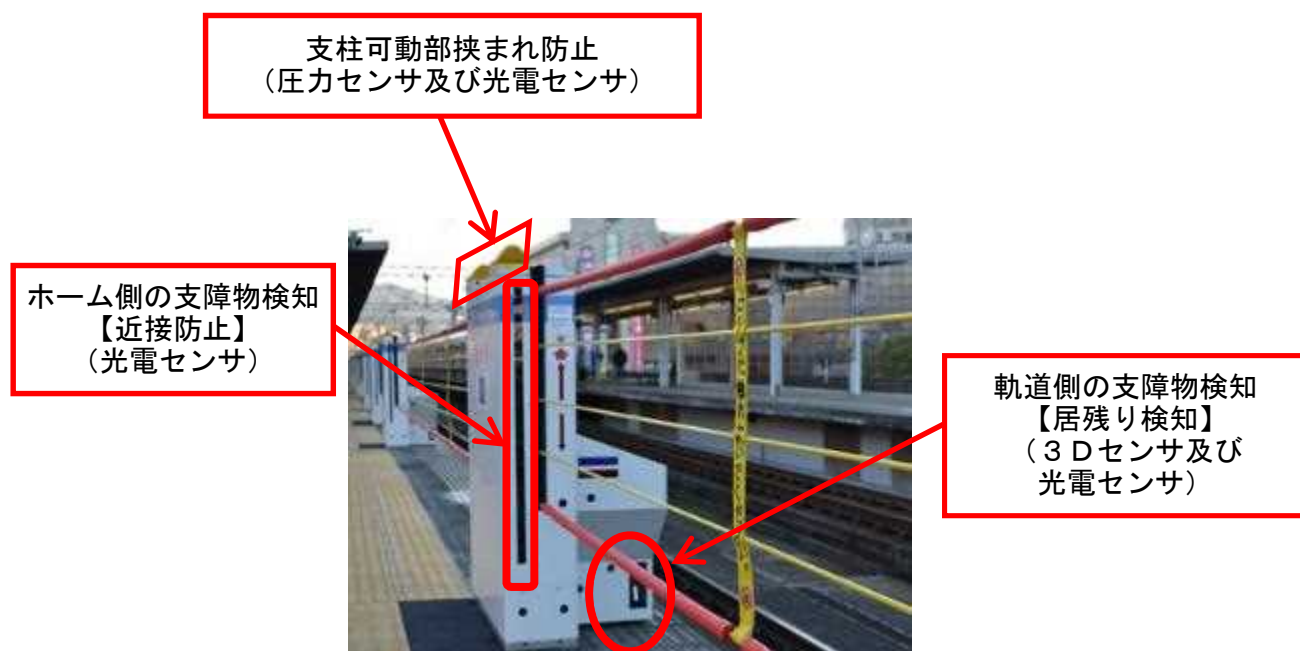 支柱可動部挟まれ防止
（圧力センサ及び光電センサ）
ホーム側の支障物検知
【近接防止】
（光電センサ）
軌道側の支障物検知
【居残り検知】
（３Ｄセンサ及び
光電センサ）